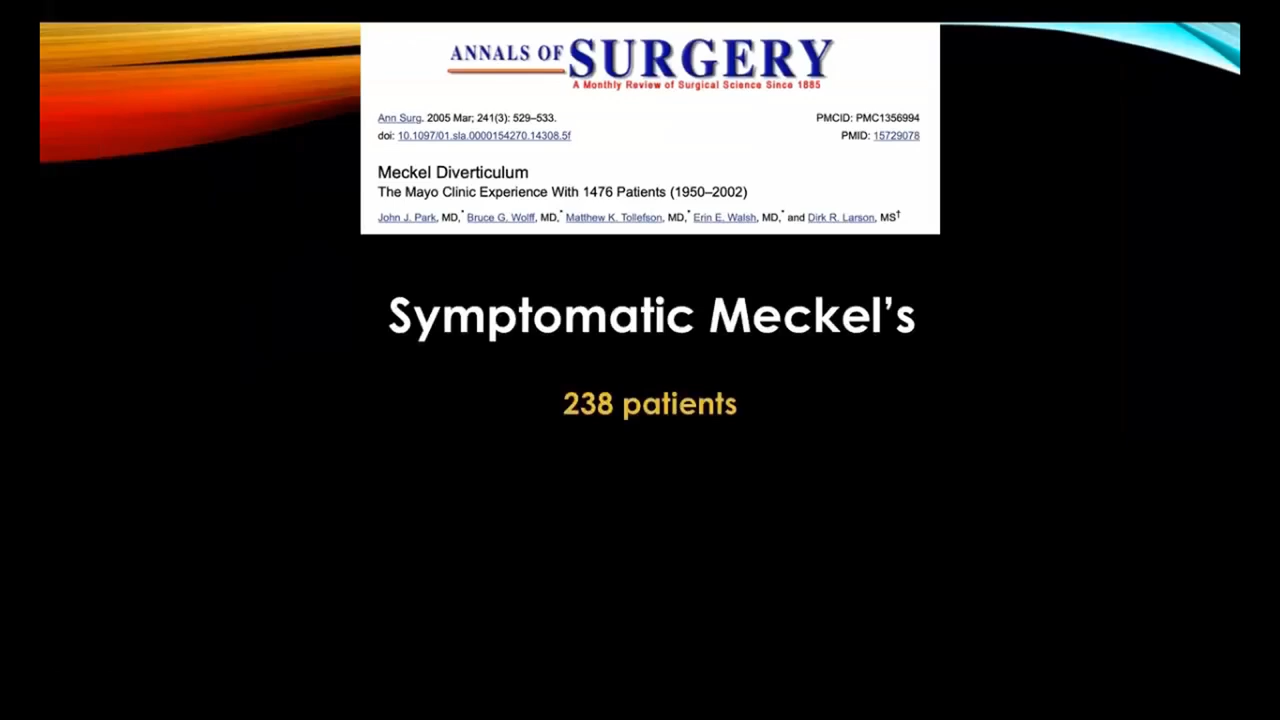 ANNALS OF SURGERY
A Monthly Review of Surgical Science Since 1885
Ann Surg. 2005 Mar; 241(3): 529–533. PMCID: PMC1356994
doi: 10.1097/01.sla.0000154270.14308.5f PMID: 15729078
Meckel Diverticulum
The Mayo Clinic Experience With 1476 Patients (1950–2002)
John J. Park, MD,* Bruce G. Wolff, MD,* Matthew K. Tollefson, MD,* Erin E. Walsh, MD,* and Dirk R. Larson, MS†
Symptomatic Meckel’s
238 patients